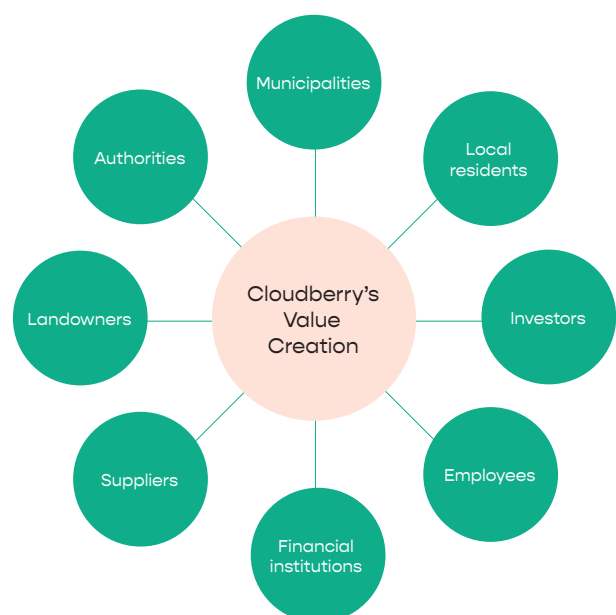 Municipalities
Authorities
Local
residents
Landowners
Cloudberry’s
Value
Creation
Investors
Suppliers
Employees
Financial
institutions